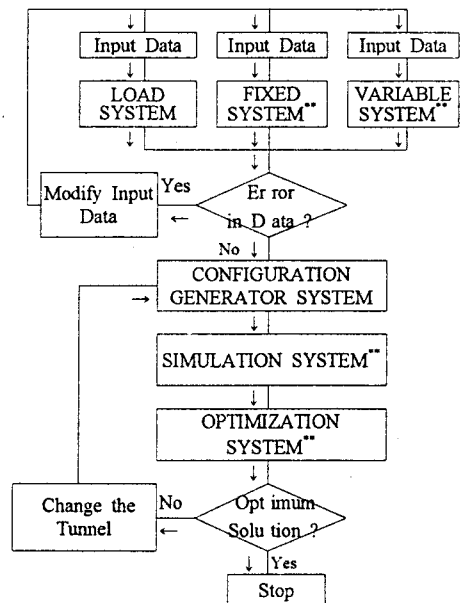 Input Data
Input Data
Input Data
LOAD
SYSTEM
FIXED
SYSTEM**
VARIABLE
SYSTEM**
Modify Input
Data
Yes
Er ror
in D ata ?
No
CONFIGURATION
GENERATOR SYSTEM
SIMULATION SYSTEM**
OPTIMIZATION
SYSTEM**
Change the
Tunnel
No
Opt imum
Solu tion ?
Yes
Stop